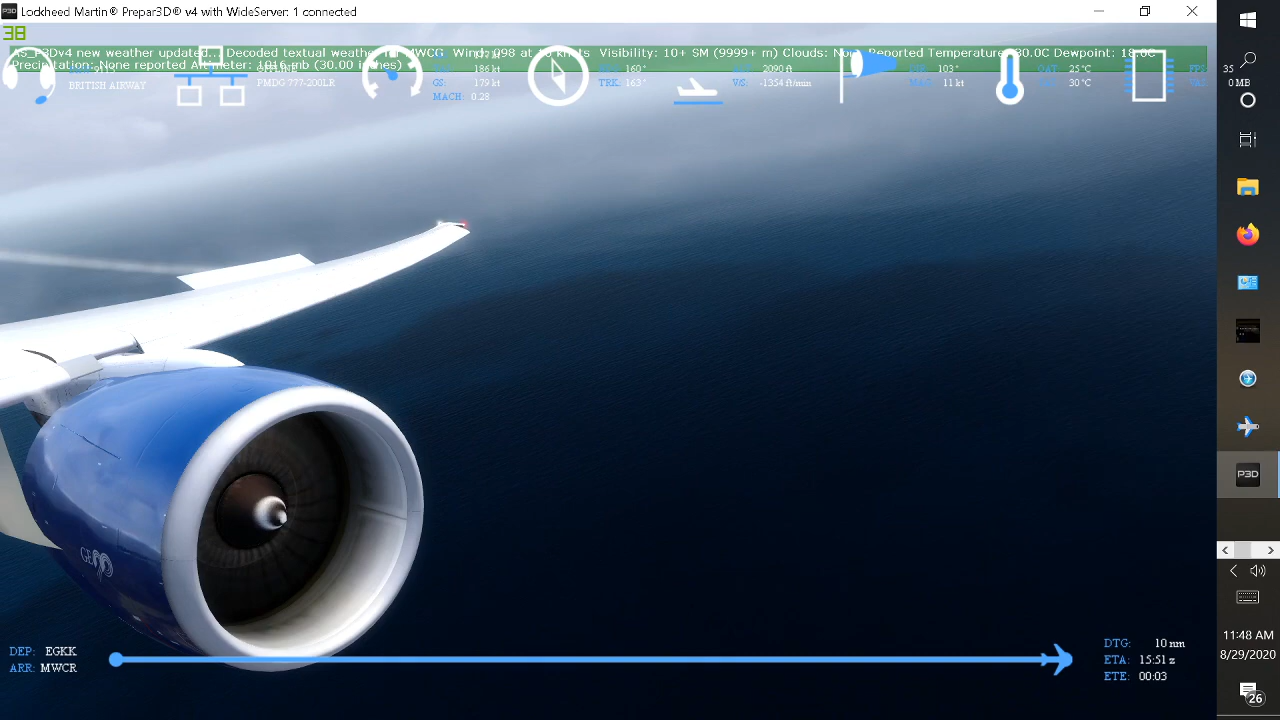 Lockheed Martin® Prepar3D® v4 with WideServer: 1 connected
38
AS_P3Dv4 new weather updated... Decoded textual weather for MWCG Wind: 098 at 10 knots Visibility: 10+ SM (9999+ m) Clouds: None Reported Temperature: 30.0C Dewpoint: 18.0C
Precipitation: None reported Altimeter: 1016 mb (30.00 inches)
BRITISH AIRWAY
PMDG 777-200LR
186 kt
GS: 179 kt
MACH: 0.28
160°
TRK: 163°
2090 ft
V/S: -1354 ft/min
103°
11 kt
25°C
30°C
FPS: 35
0 MB
GE90
DEP: EGKK
ARR: MWCR
DTG: 10 nm
ETA: 15:51 z
ETE: 00:03
P3D
11:48 AM
8/29/2020
26